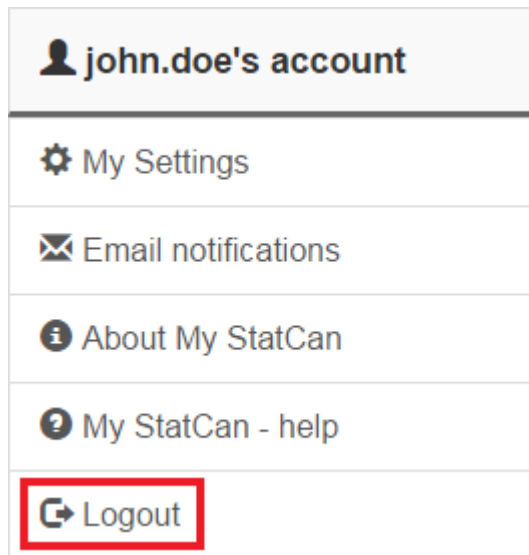 john.doe's account
My Settings
Email notifications
About My StatCan
My StatCan - help
Logout